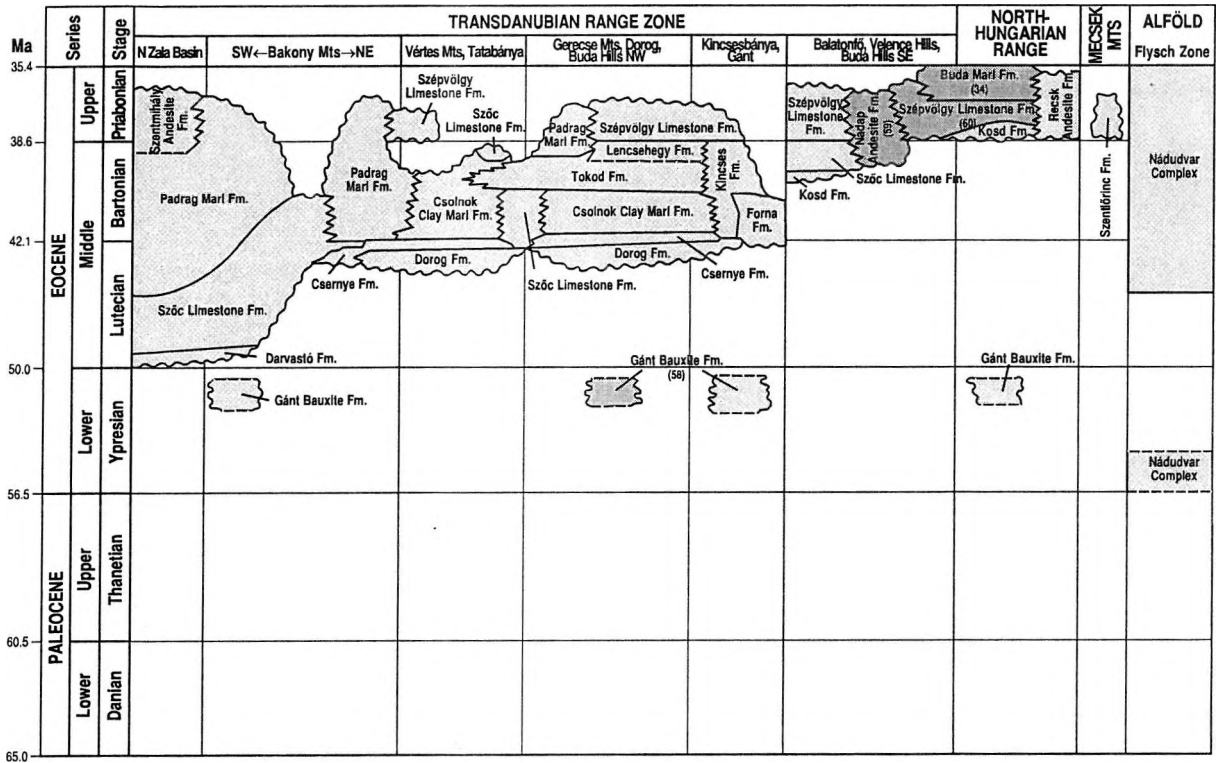 Ma
Series
Stage
TRANSDANUBIAN RANGE ZONE
NORTH-
HUNGARIAN
RANGE
MECSEK
MTS
ALFÖLD
N Zala Basin
SW←Bakony Mts→NE
Vértes Mts, Tatabánya
Gerecse Mts, Dorog,
Buda Hills NW
Kincsesbánya,
Gánt
Balatonfő, Velence Hills,
Buda Hills SE
Flysch Zone
35.4
38.6
42.1
50.0
56.5
60.5
65.0
EOCENE
PALEOCENE
Upper
Middle
Lower
Upper
Lower
Priabonian
Bartonian
Lutecian
Ypresian
Thanetian
Danian
Szentmihály
Andesite
Fm.
Padrag Marl Fm.
Szőc Limestone Fm.
Darvastó Fm.
Gánt Bauxite Fm.
Padrag
Marl Fm.
Csernye Fm.
Szépvölgy
Limestone Fm.
Szőc
Limestone Fm.
Csolnok
Clay Marl Fm.
Dorog Fm.
Padrag
Marl Fm.
Szépvölgy Limestone Fm.
Lencsehegy Fm.
Tokod Fm.
Csolnok Clay Marl Fm.
Dorog Fm.
Szőc Limestone Fm.
Csernye Fm.
Kincses
Fm.
Forna
Fm.
Gánt Bauxite Fm.
(58)
Szépvölgy
Limestone
Fm.
Nadap
Andesite Fm.
(59)
Szőc Limestone Fm.
Kosd Fm.
Buda Marl Fm.
(34)
Szépvölgy Limestone Fm.
(60)
Kosd Fm.
Recsk
Andesite Fm.
Gánt Bauxite Fm.
Szentlőrinc Fm.
Nádudvar
Complex
Nádudvar
Complex